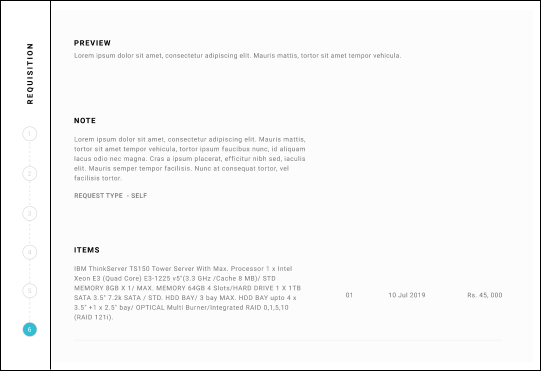 REQUISITION
1
2
3
4
5
6
PREVIEW
Lorem ipsum dolor sit amet, consectetur adipiscing elit. Mauris mattis, tortor sit amet tempor vehicula.
NOTE
Lorem ipsum dolor sit amet, consectetur adipiscing elit. Mauris mattis,
tortor sit amet tempor vehicula, tortor ipsum faucibus nunc, id aliquam
lacus odio nec magna. Cras a ipsum placerat, efficitur nibh sed, iaculis
elit. Mauris semper tempor facilisis. Nunc at consequat tortor, vel
facilisis tortor.
REQUEST TYPE - SELF
ITEMS
IBM ThinkServer TS150 Tower Server With Max. Processor 1 x Intel
Xeon E3 (Quad Core) E3-1225 v5"(3.3 GHz /Cache 8 MB)/ STD
MEMORY 8GB X 1/ MAX. MEMORY 64GB 4 Slots/HARD DRIVE 1 X 1TB
SATA 3.5" 7.2k SATA / STD. HDD BAY/ 3 bay MAX. HDD BAY upto 4 x
3.5" +1 x 2.5" bay/ OPTICAL Multi Burner/Integrated RAID 0,1,5,10
(RAID 121i).
01 10 Jul 2019 Rs. 45, 000